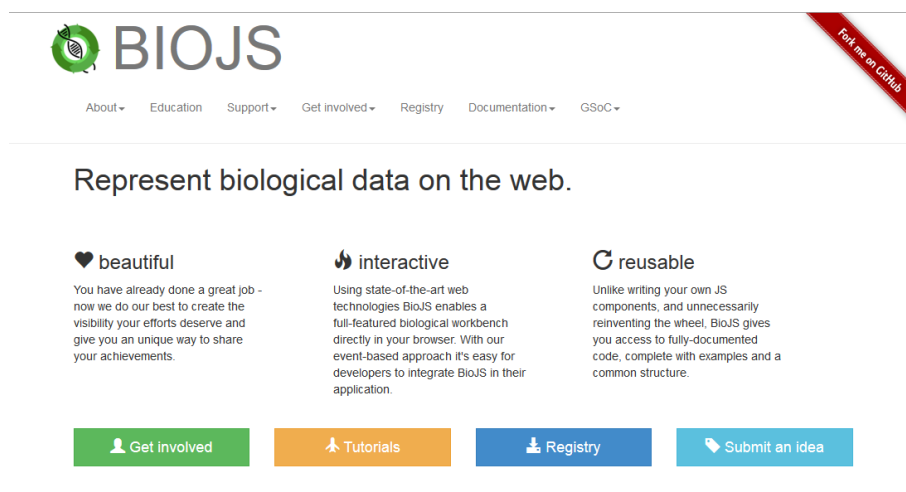 BIOJS
Fork me on GitHub
About
Education
Support
Get involved
Registry
Documentation
GSoC
Represent biological data on the web.
beautiful
You have already done a great job -
now we do our best to create the
visibility your efforts deserve and
give you an unique way to share
your achievements.
interactive
Using state-of-the-art web
technologies BioJS enables a
full-featured biological workbench
directly in your browser. With our
event-based approach it's easy for
developers to integrate BioJS in their
application.
reusable
Unlike writing your own JS
components, and unnecessarily
reinventing the wheel, BioJS gives
you access to fully-documented
code, complete with examples and a
common structure.
Get involved
Tutorials
Registry
Submit an idea